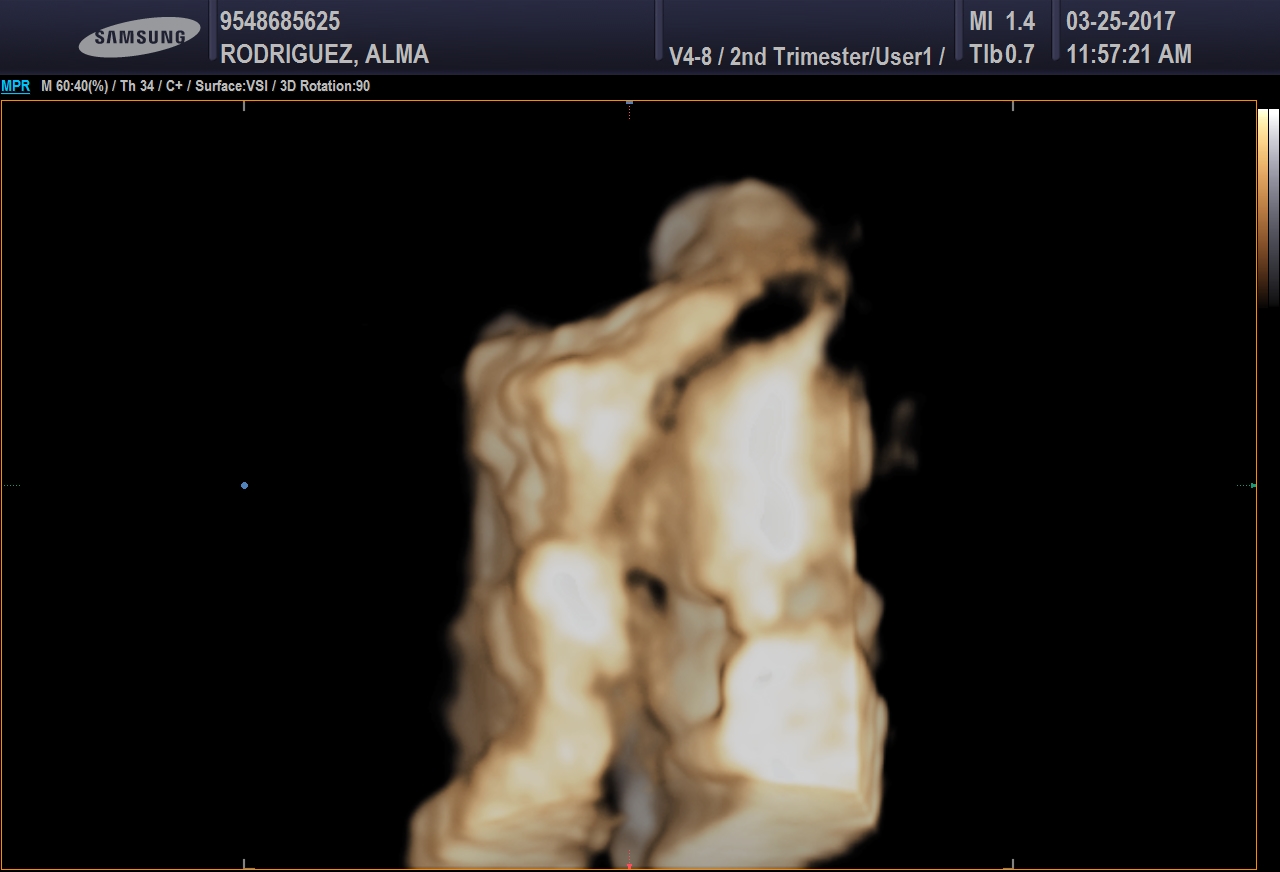 SAMSUNG
9548685625
RODRIGUEZ, ALMA
V4-8 / 2nd Trimester/User1 /
MI 1.4
TIb 0.7
03-25-2017
11:57:21 AM
MPR M 60:40(%) / Th 34 / C+ / Surface:VSI / 3D Rotation:90